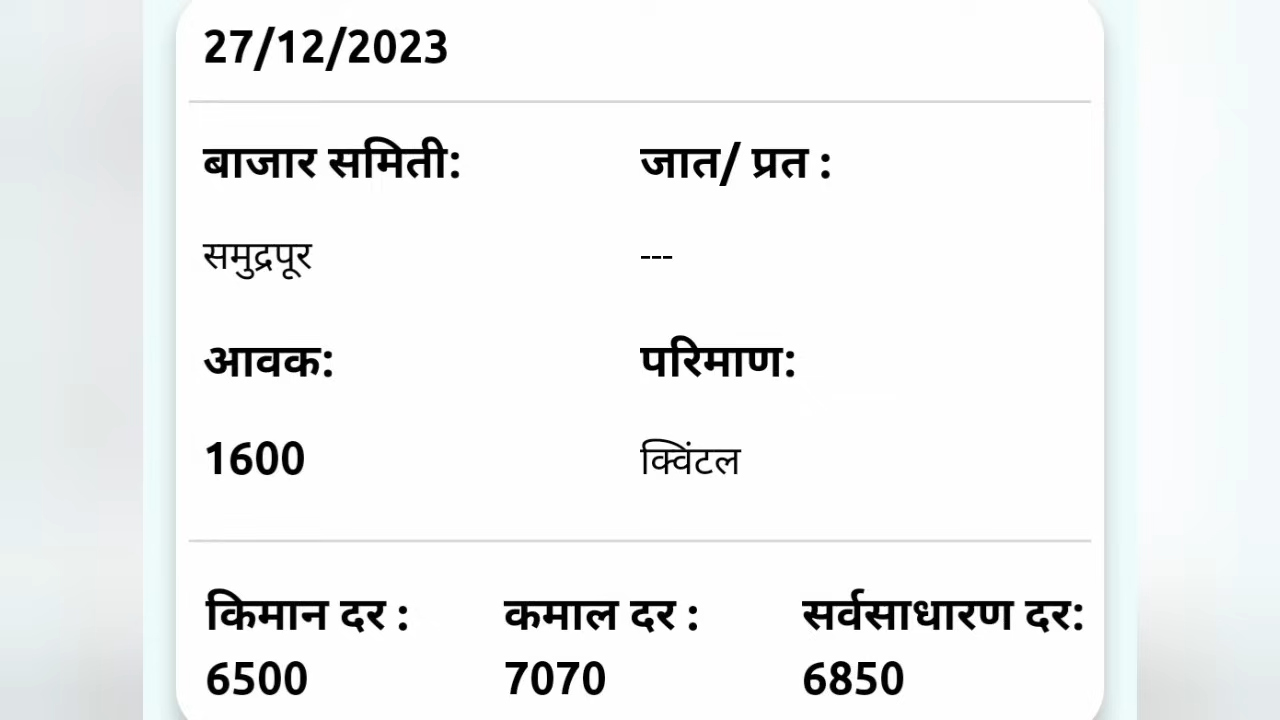 27/12/2023
बाजार समिती: जात/ प्रत :
समुद्रपूर ---
आवक: परिमाण:
1600 क्विंटल
किमान दर : कमाल दर : सर्वसाधारण दर:
6500 7070 6850